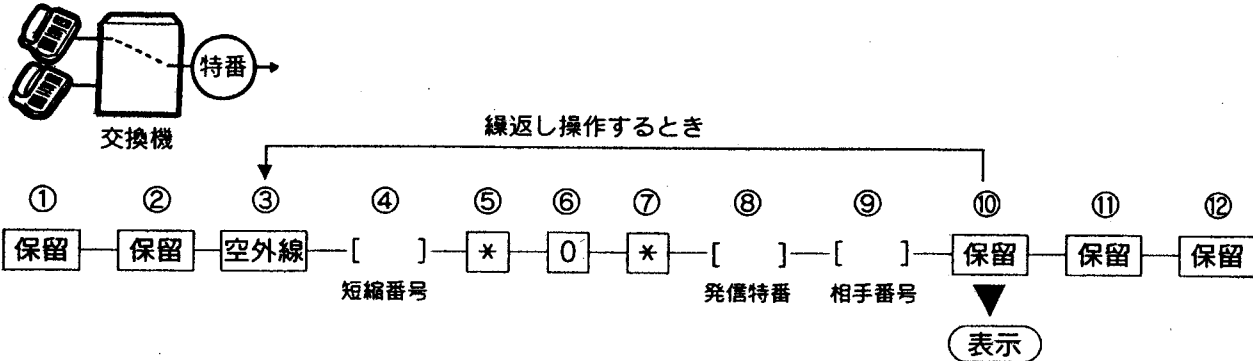 特番
交換機
繰返し操作するとき
① ② ③ ④ ⑤ ⑥ ⑦ ⑧ ⑨ ⑩ ⑪ ⑫
保留 保留 空外線 [ ] * 0 * [ ] [ ] 保留 保留 保留
短縮番号 発信特番 相手番号
表示